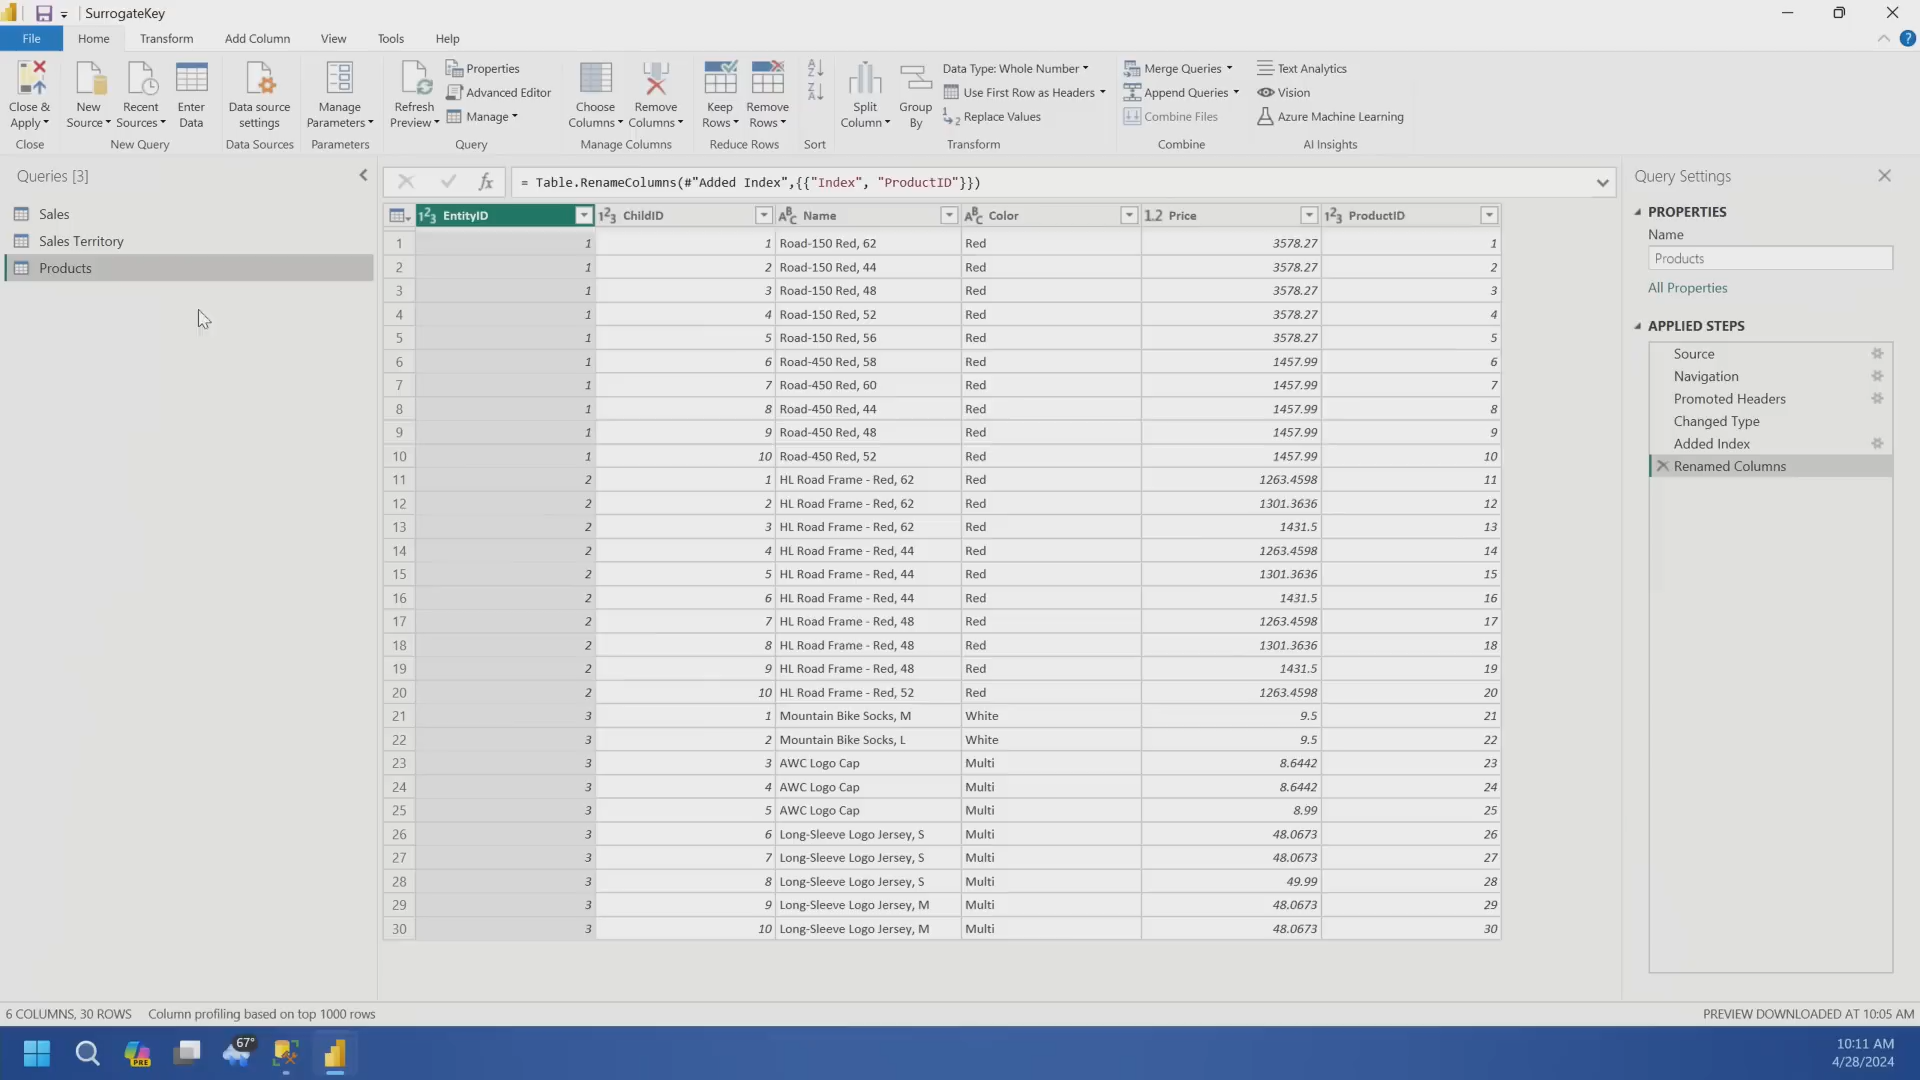 SurrogateKey
File Home Transform Add Column View Tools Help
Close & Apply
New Source
Recent Sources
Enter Data
Data source settings
Manage Parameters
Refresh Preview
Properties
Advanced Editor
Manage
Choose Columns
Remove Columns
Keep Rows
Remove Rows
Split Column
Group By
Data Type: Whole Number
Use First Row as Headers
Replace Values
Merge Queries
Append Queries
Combine Files
Text Analytics
Vision
Azure Machine Learning
Close New Query Data Sources Parameters Query Manage Columns Reduce Rows Sort Transform Combine AI Insights
Queries [3]
Sales
Sales Territory
Products
= Table.RenameColumns(#"Added Index",{{"Index", "ProductID"}})
EntityID ChildID Name Color Price ProductID
1 1 1 Road-150 Red, 62 Red 3578.27 1
2 1 2 Road-150 Red, 44 Red 3578.27 2
3 1 3 Road-150 Red, 48 Red 3578.27 3
4 1 4 Road-150 Red, 52 Red 3578.27 4
5 1 5 Road-150 Red, 56 Red 3578.27 5
6 1 6 Road-450 Red, 58 Red 1457.99 6
7 1 7 Road-450 Red, 60 Red 1457.99 7
8 1 8 Road-450 Red, 44 Red 1457.99 8
9 1 9 Road-450 Red, 48 Red 1457.99 9
10 1 10 Road-450 Red, 52 Red 1457.99 10
11 2 1 HL Road Frame - Red, 62 Red 1263.4598 11
12 2 2 HL Road Frame - Red, 62 Red 1301.3636 12
13 2 3 HL Road Frame - Red, 62 Red 1431.5 13
14 2 4 HL Road Frame - Red, 44 Red 1263.4598 14
15 2 5 HL Road Frame - Red, 44 Red 1301.3636 15
16 2 6 HL Road Frame - Red, 44 Red 1431.5 16
17 2 7 HL Road Frame - Red, 48 Red 1263.4598 17
18 2 8 HL Road Frame - Red, 48 Red 1301.3636 18
19 2 9 HL Road Frame - Red, 48 Red 1431.5 19
20 2 10 HL Road Frame - Red, 52 Red 1263.4598 20
21 3 1 Mountain Bike Socks, M White 9.5 21
22 3 2 Mountain Bike Socks, L White 9.5 22
23 3 3 AWC Logo Cap Multi 8.6442 23
24 3 4 AWC Logo Cap Multi 8.6442 24
25 3 5 AWC Logo Cap Multi 8.99 25
26 3 6 Long-Sleeve Logo Jersey, S Multi 48.0673 26
27 3 7 Long-Sleeve Logo Jersey, S Multi 48.0673 27
28 3 8 Long-Sleeve Logo Jersey, S Multi 49.99 28
29 3 9 Long-Sleeve Logo Jersey, M Multi 48.0673 29
30 3 10 Long-Sleeve Logo Jersey, M Multi 48.0673 30
Query Settings
PROPERTIES
Name
Products
All Properties
APPLIED STEPS
Source
Navigation
Promoted Headers
Changed Type
Added Index
Renamed Columns
6 COLUMNS, 30 ROWS Column profiling based on top 1000 rows
PREVIEW DOWNLOADED AT 10:05 AM
PRE
67°
10:11 AM
4/28/2024